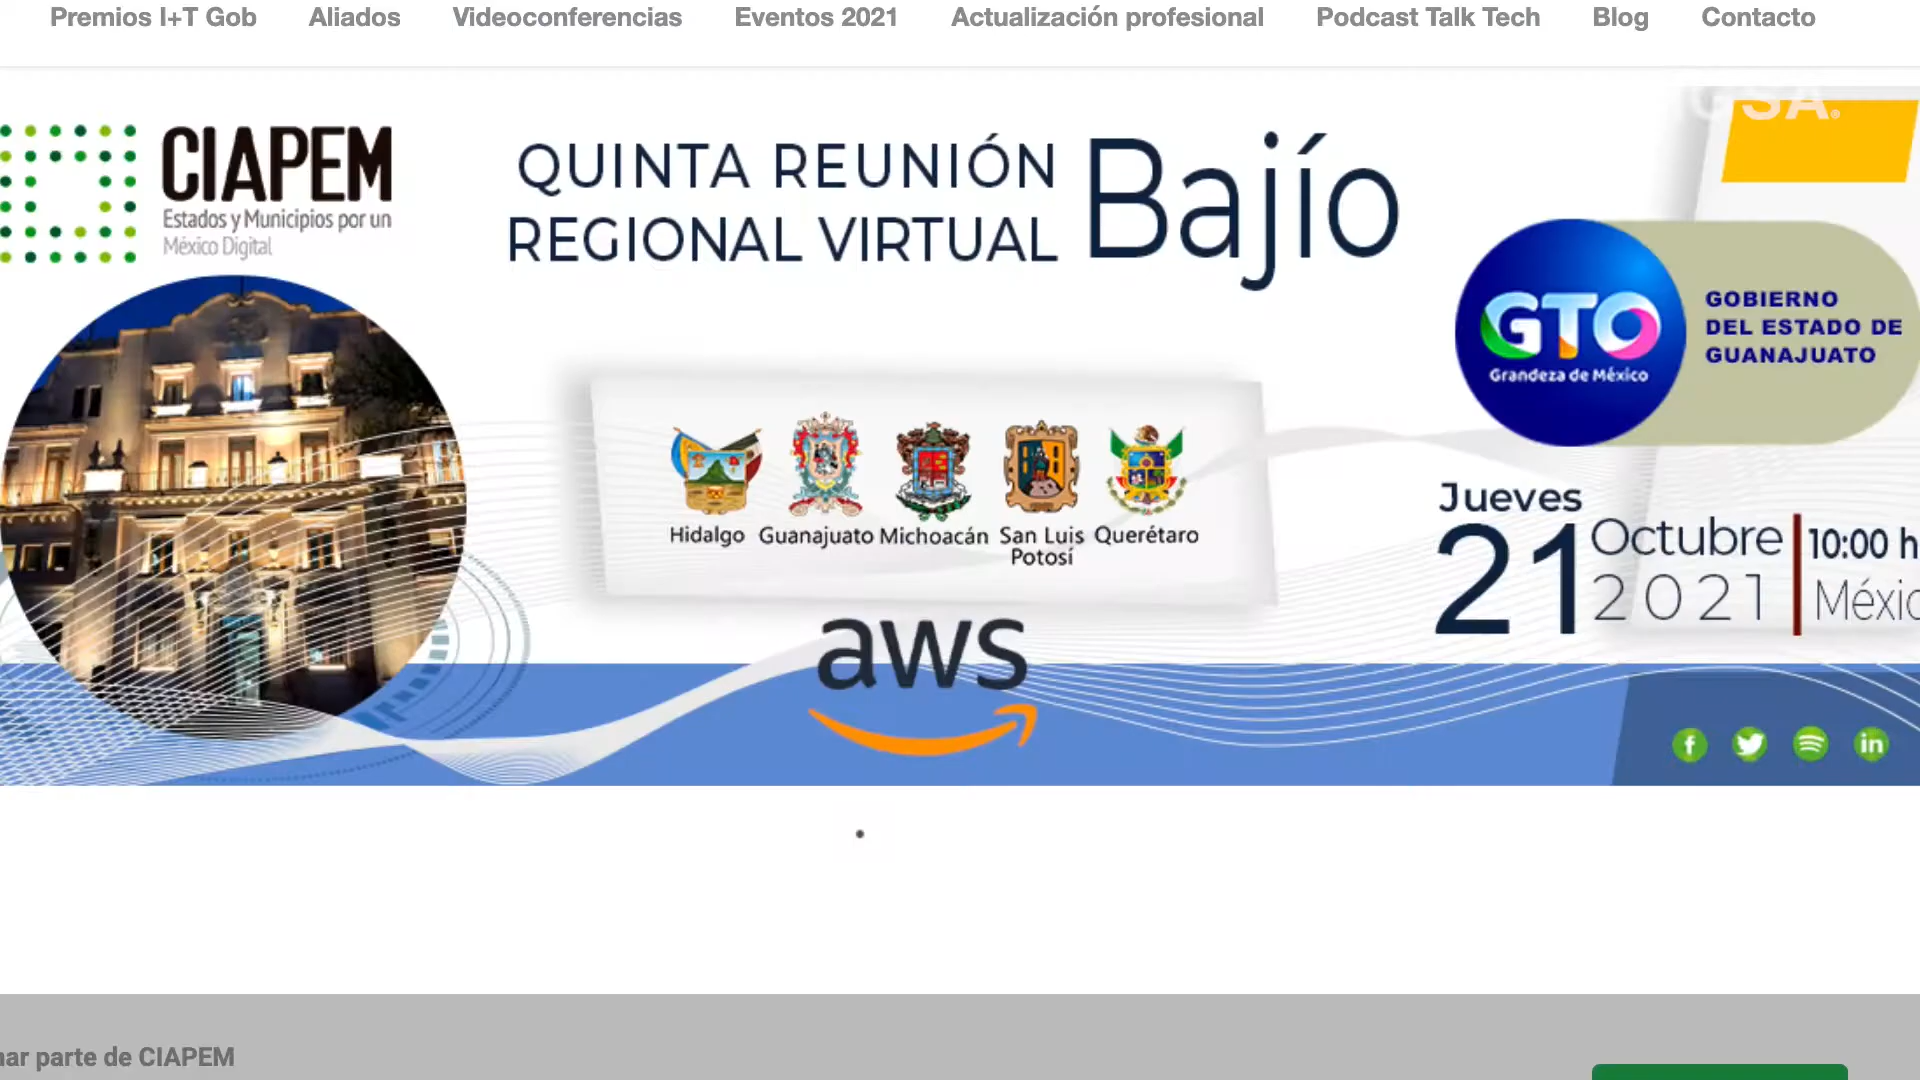 Premios I+T Gob Aliados Videoconferencias Eventos 2021 Actualización profesional Podcast Talk Tech Blog Contacto
GSA.
CIAPEM
Estados y Municipios por un
México Digital
QUINTA REUNIÓN
REGIONAL VIRTUAL
Bajío
GTO
Grandeza de México
GOBIERNO
DEL ESTADO DE
GUANAJUATO
Hidalgo Guanajuato Michoacán San Luis Potosí Querétaro
Jueves
21 Octubre
2021
10:00 h
Méxic
aws
parte de CIAPEM